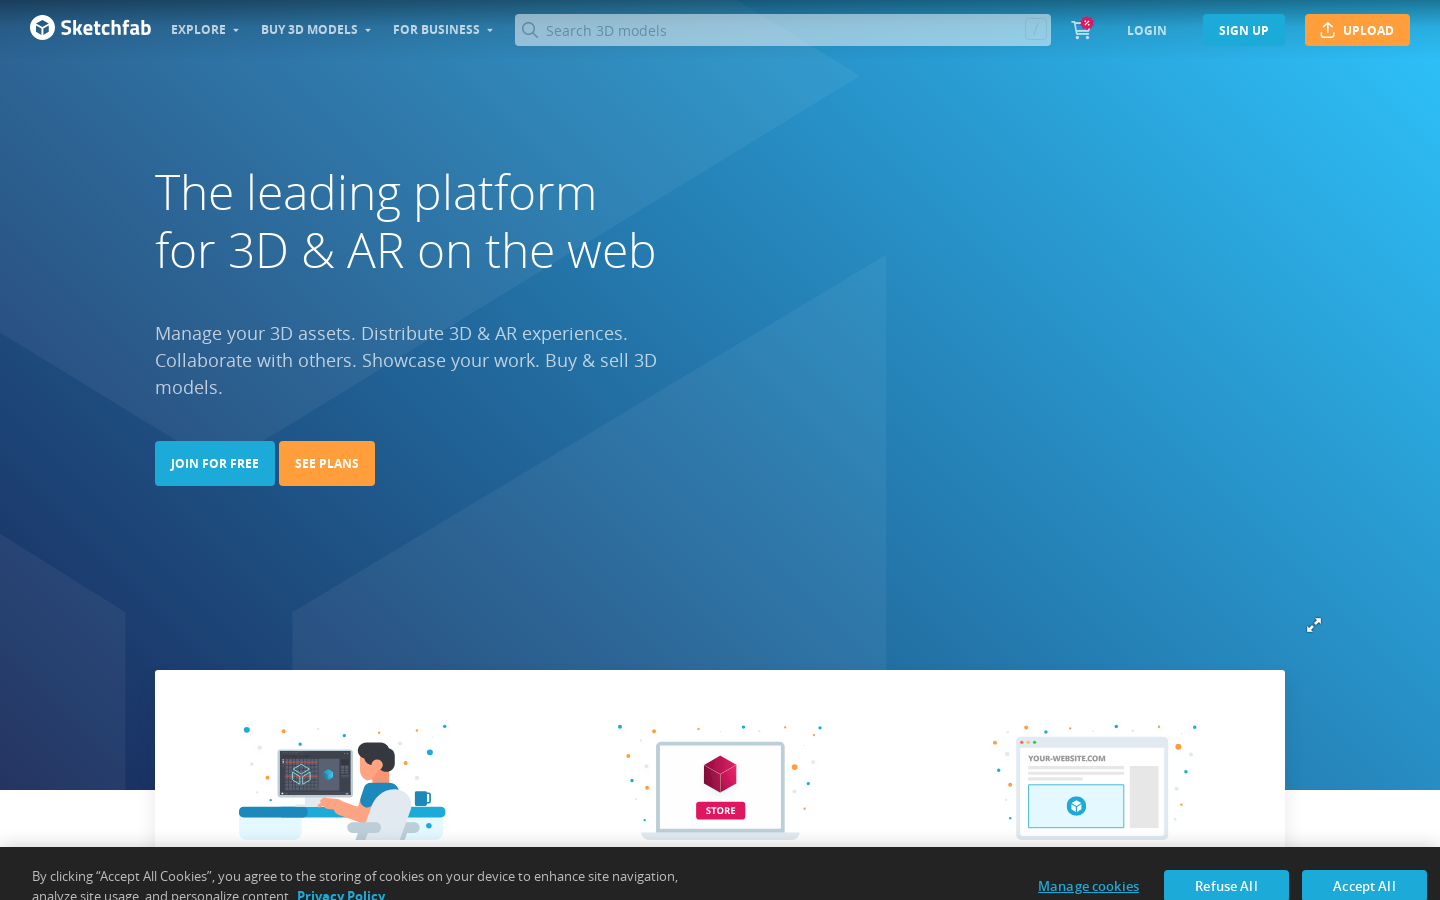 Sketchfab
EXPLORE
BUY 3D MODELS
FOR BUSINESS
Search 3D models
/
%
LOGIN
SIGN UP
UPLOAD
The leading platform
for 3D & AR on the web
Manage your 3D assets. Distribute 3D & AR experiences.
Collaborate with others. Showcase your work. Buy & sell 3D
models.
JOIN FOR FREE
SEE PLANS
STORE
YOUR-WEBSITE.COM
By clicking “Accept All Cookies”, you agree to the storing of cookies on your device to enhance site navigation,
analyze site usage, and personalize content. Privacy Policy
Manage cookies
Refuse All
Accept All